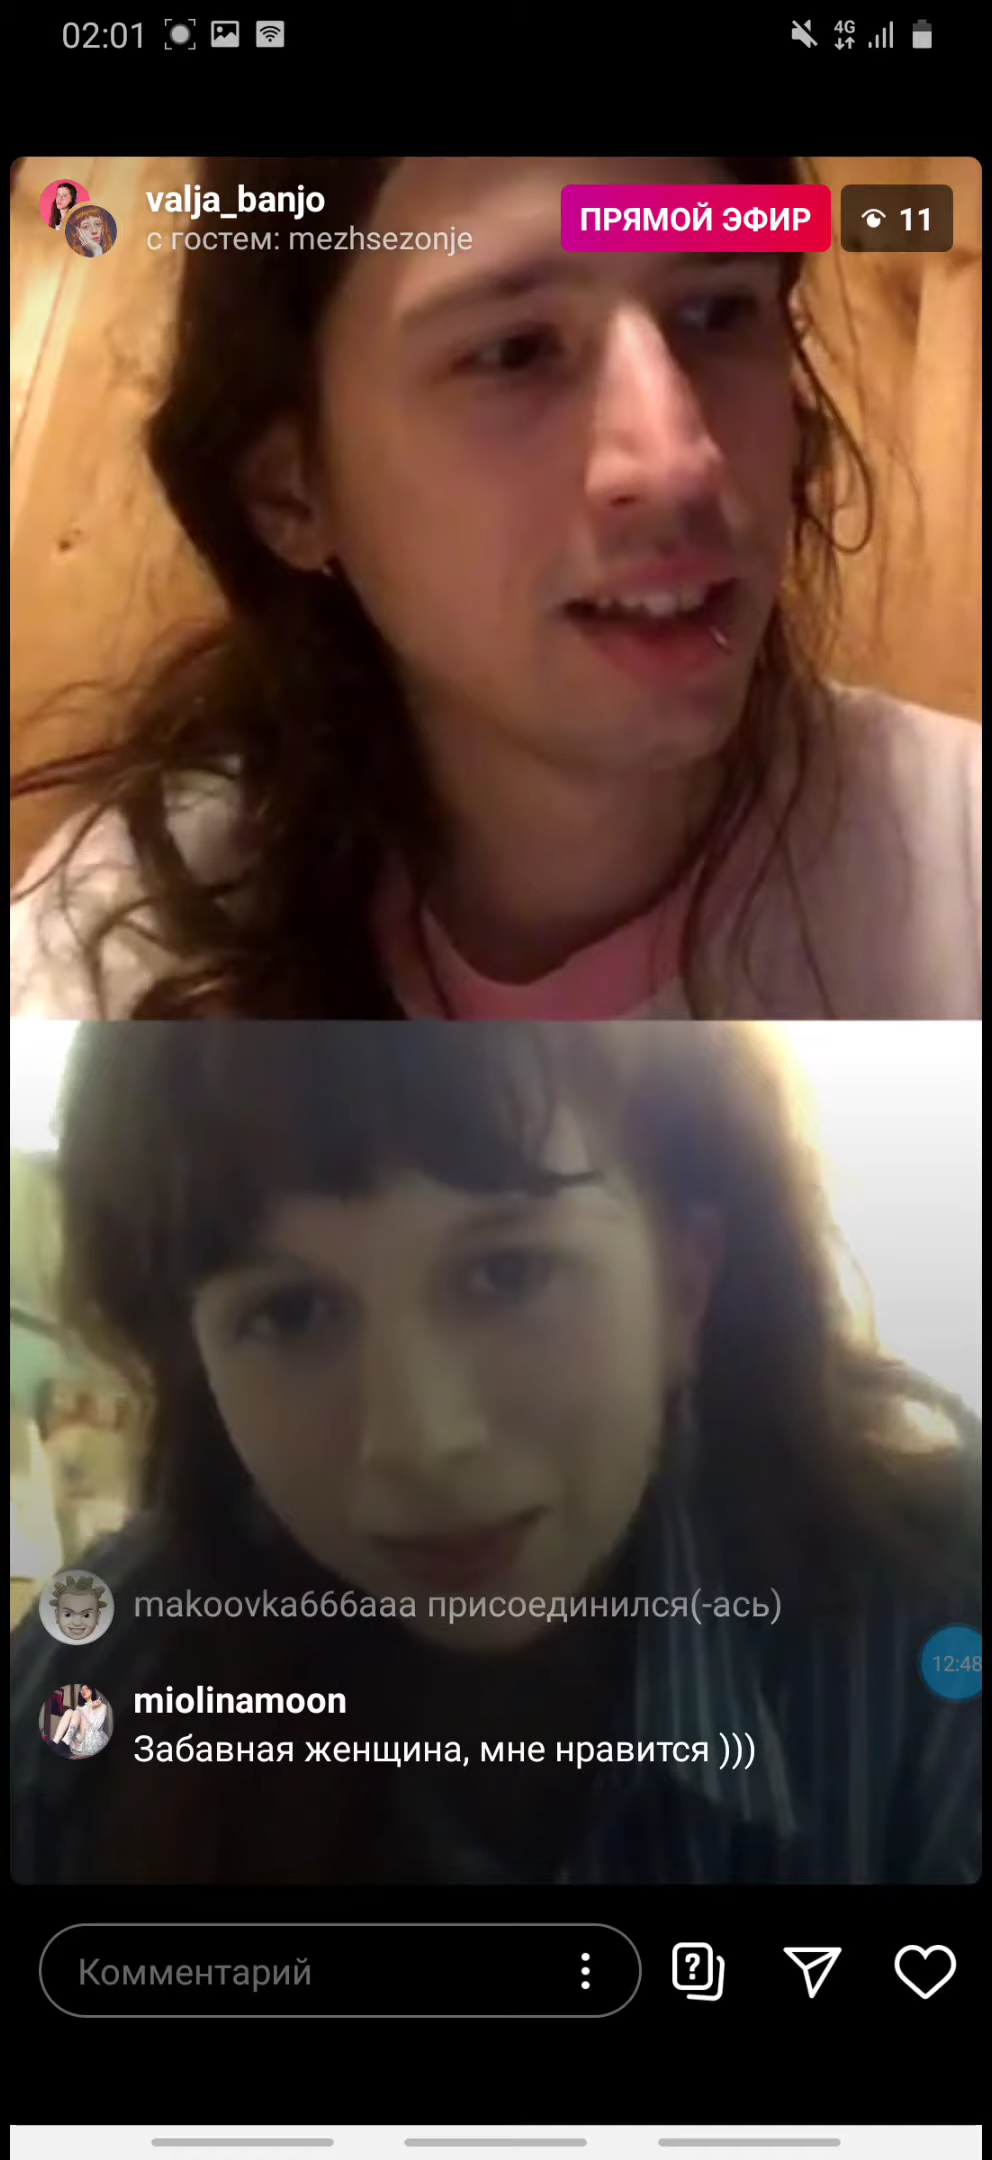 02:01
4G
valja_banjo
с гостем: mezhsezonje
ПРЯМОЙ ЭФИР
11
makoovka666aaa присоединился(-ась)
12:48
miolinamoon
Забавная женщина, мне нравится )))
Комментарий
?